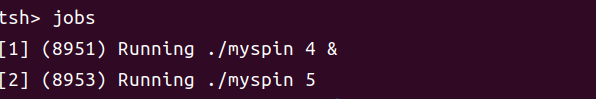 tsh> jobs
[1] (8951) Running ./myspin 4 &
[2] (8953) Running ./myspin 5